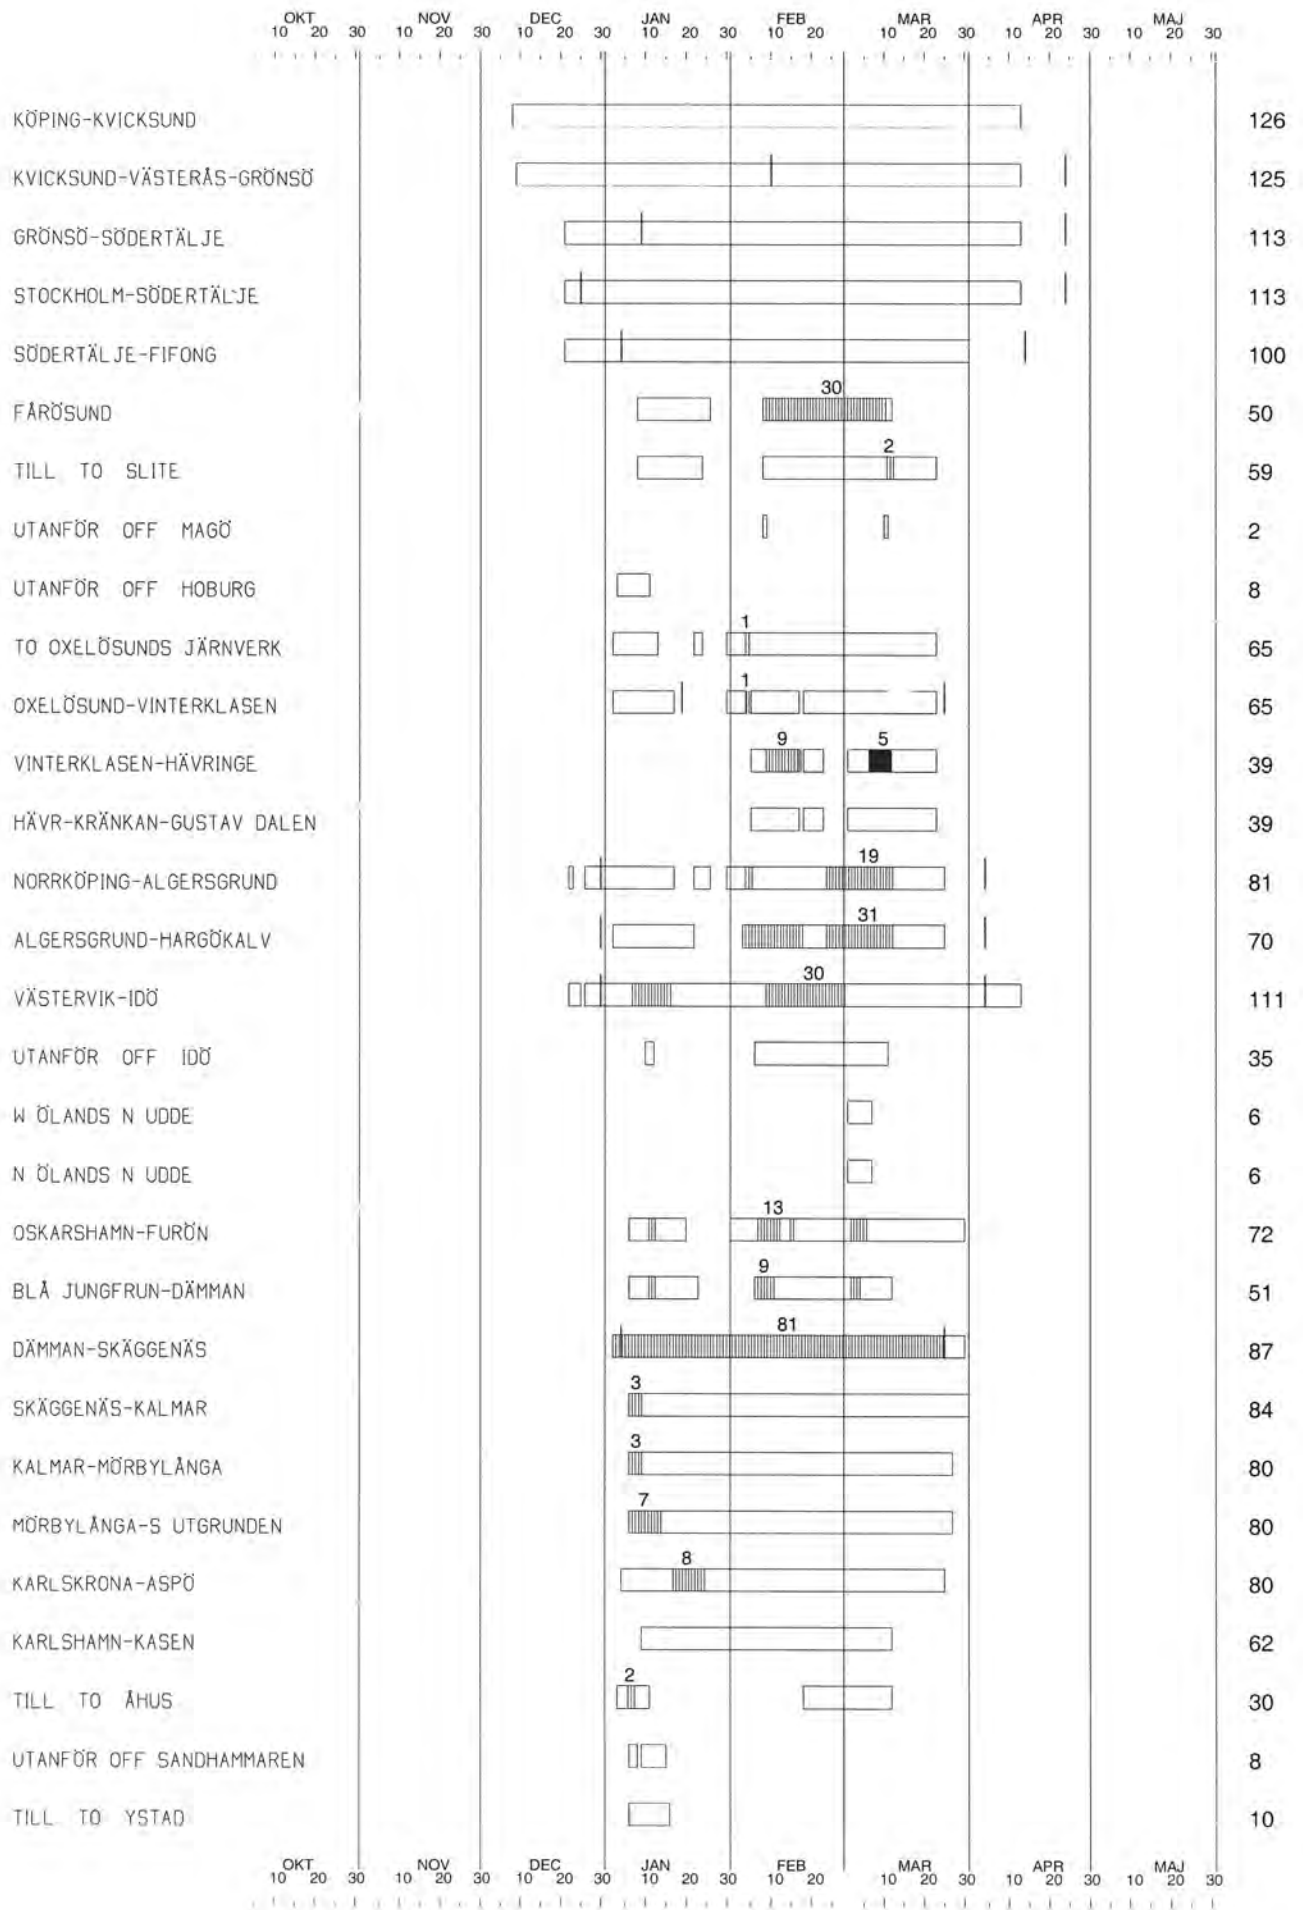 OKT NOV DEC JAN FEB MAR APR MAJ
10 20 30 10 20 30 10 20 30 10 20 30 10 20 10 20 30 10 20 30 10 20 30
KÖPING-KVICKSUND 126
KVICKSUND-VÄSTERÅS-GRÖNSÖ 125
GRÖNSÖ-SÖDERTÄLJE 113
STOCKHOLM-SÖDERTÄLJE 113
SÖDERTÄLJE-FIFONG 100
30
FÅRÖSUND 50
2
TILL TO SLITE 59
UTANFÖR OFF MAGÖ 2
UTANFÖR OFF HOBURG 8
1
TO OXELÖSUNDS JÄRNVERK 65
1
OXELÖSUND-VINTERKLASEN 65
9 5
VINTERKLASEN-HÄVRINGE 39
HÄVR-KRÄNKAN-GUSTAV DALEN 39
19
NORRKÖPING-ALGERSGRUND 81
31
ALGERSGRUND-HARGÖKALV 70
30
VÄSTERVIK-IDÖ 111
UTANFÖR OFF IDÖ 35
W ÖLANDS N UDDE 6
N ÖLANDS N UDDE 6
13
OSKARSHAMN-FURÖN 72
9
BLÅ JUNGFRUN-DÄMMAN 51
81
DÄMMAN-SKÄGGENÄS 87
3
SKÄGGENÄS-KALMAR 84
3
KALMAR-MÖRBYLÅNGA 80
7
MÖRBYLÅNGA-S UTGRUNDEN 80
8
KARLSKRONA-ASPÖ 80
KARLSHAMN-KASEN 62
2
TILL TO ÅHUS 30
UTANFÖR OFF SANDHAMMAREN 8
TILL TO YSTAD 10
OKT NOV DEC JAN FEB MAR APR MAJ
10 20 30 10 20 30 10 20 30 10 20 30 10 20 10 20 30 10 20 30 10 20 30